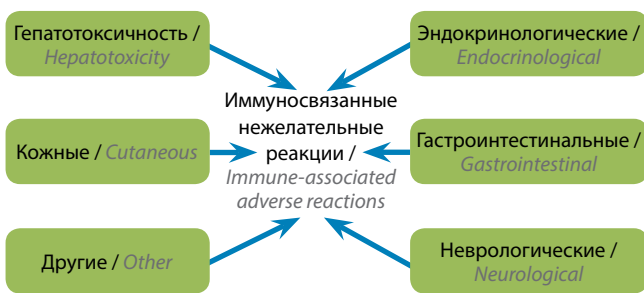 Гепатотоксичность /
Hepatotoxicity
Эндокринологические /
Endocrinological
Иммуносвязанные
нежелательные
реакции /
Immune-associated
adverse reactions
Кожные / Cutaneous
Гастроинтестинальные /
Gastrointestinal
Другие / Other
Неврологические /
Neurological